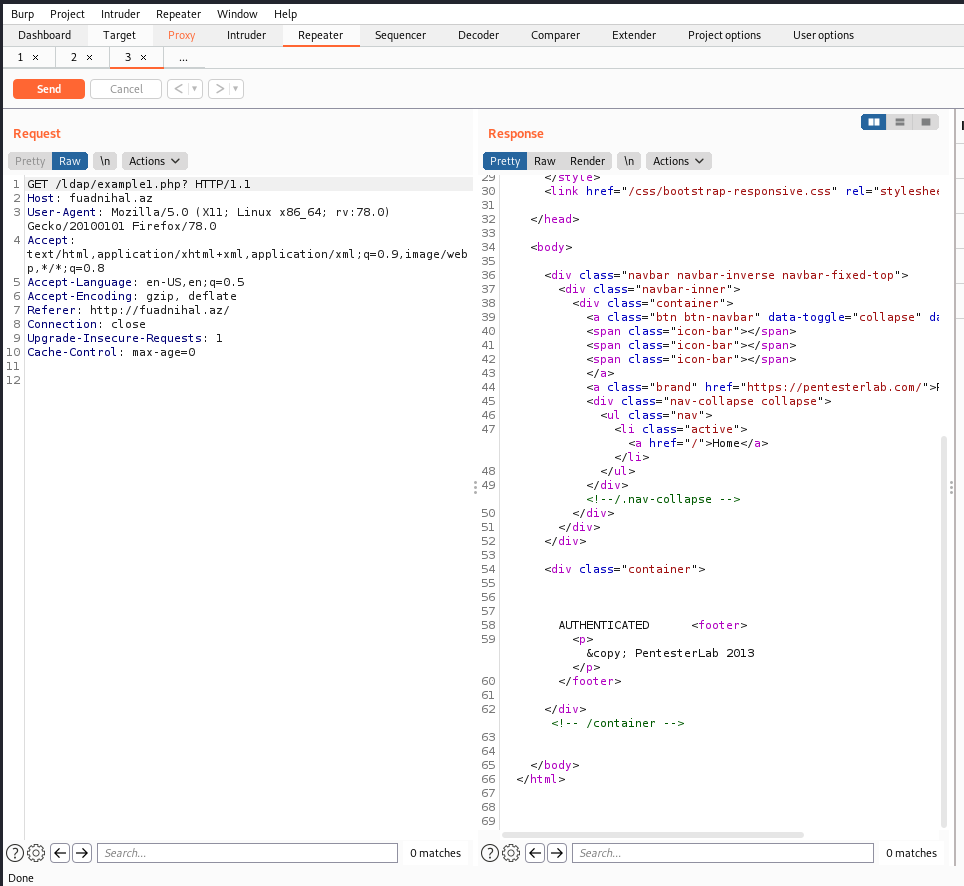 Burp Project Intruder Repeater Window Help
Dashboard Target Proxy Intruder Repeater Sequencer Decoder Comparer Extender Project options User options
1 × 2 × 3 × ...
Send Cancel < ▾ > ▾
Request
Pretty Raw \n Actions
1 GET /ldap/example1.php? HTTP/1.1
2 Host: fuadnihal.az
3 User-Agent: Mozilla/5.0 (X11; Linux x86_64; rv:78.0)
Gecko/20100101 Firefox/78.0
4 Accept:
text/html,application/xhtml+xml,application/xml;q=0.9,image/web
p,*/*;q=0.8
5 Accept-Language: en-US,en;q=0.5
6 Accept-Encoding: gzip, deflate
7 Referer: http://fuadnihal.az/
8 Connection: close
9 Upgrade-Insecure-Requests: 1
10 Cache-Control: max-age=0
11
12
? Search... 0 matches
Response
Pretty Raw Render \n Actions
29 </style>
30 <link href="/css/bootstrap-responsive.css" rel="styleshee
31
32 </head>
33
34 <body>
35
36 <div class="navbar navbar-inverse navbar-fixed-top">
37 <div class="navbar-inner">
38 <div class="container">
39 <a class="btn btn-navbar" data-toggle="collapse" da
40 <span class="icon-bar"></span>
41 <span class="icon-bar"></span>
42 <span class="icon-bar"></span>
43 </a>
44 <a class="brand" href="https://pentesterlab.com/">
45 <div class="nav-collapse collapse">
46 <ul class="nav">
47 <li class="active">
<a href="/">Home</a>
</li>
48 </ul>
49 </div>
<!--/.nav-collapse -->
50 </div>
51 </div>
52 </div>
53
54 <div class="container">
55
56
57
58 AUTHENTICATED <footer>
59 <p>
&copy; PentesterLab 2013
</p>
60 </footer>
61
62 </div>
<!-- /container -->
63
64
65 </body>
66 </html>
67
68
69
? Search... 0 matches
Done